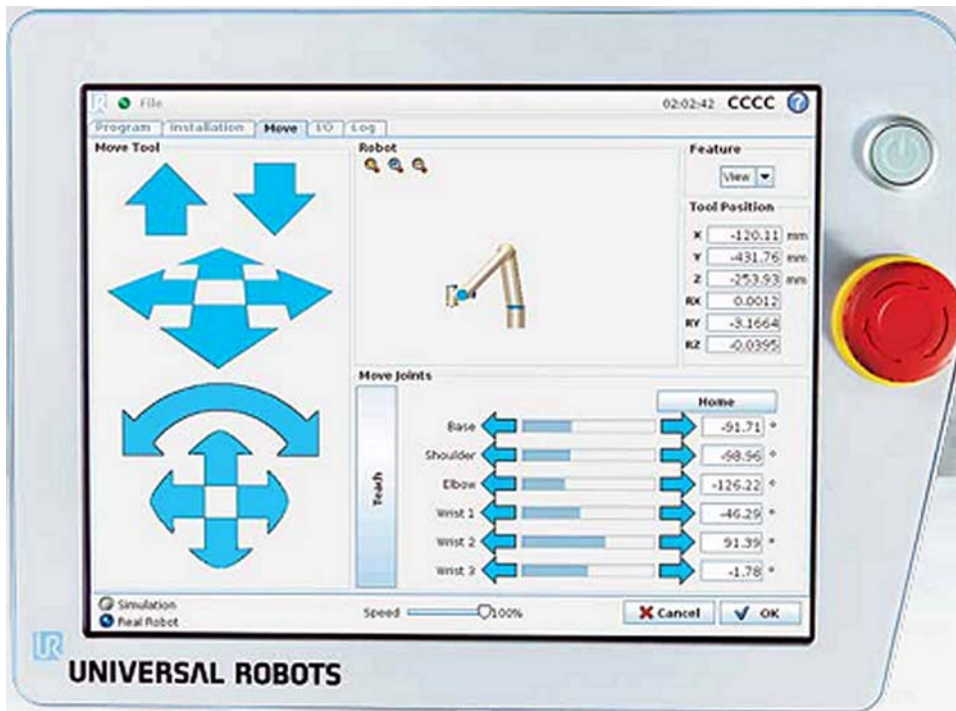 File
02:02:42 CCCC ?
Program Installation Move I/O Log
Move Tool
Robot
Feature
View
Tool Position
X -120.11 mm
Y -431.76 mm
Z -253.93 mm
RX 0.0012
RY -3.1664
RZ -0.0395
Move Joints
Teach
Home
Base -91.71 °
Shoulder -98.96 °
Elbow -126.22 °
Wrist 1 -46.29 °
Wrist 2 91.39 °
Wrist 3 -1.78 °
Simulation
Real Robot
Speed 100%
Cancel OK
UR
UNIVERSAL ROBOTS